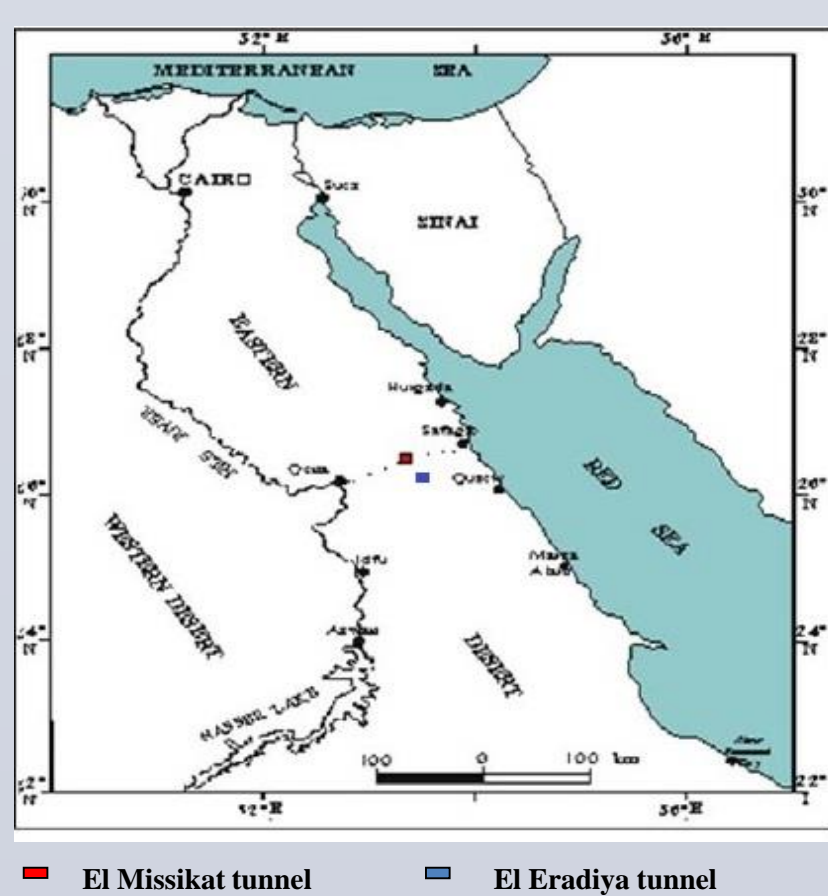 32° E 36° E
MEDITERRANEAN SEA
CAIRO
Suez
30° N 30° N
SINAI
EASTERN
28° N 28° N
Hurgada
NILE RIVER
Safaga
Qena
Quseir
RED SEA
26° N 26° N
WESTERN DESERT
Idfu
Marsa Alam
Aswan
24° N 24° N
DESERT
NASSER LAKE
100 0 100 km
22° N 22°
32° E 36° E
El Missikat tunnel El Eradiya tunnel